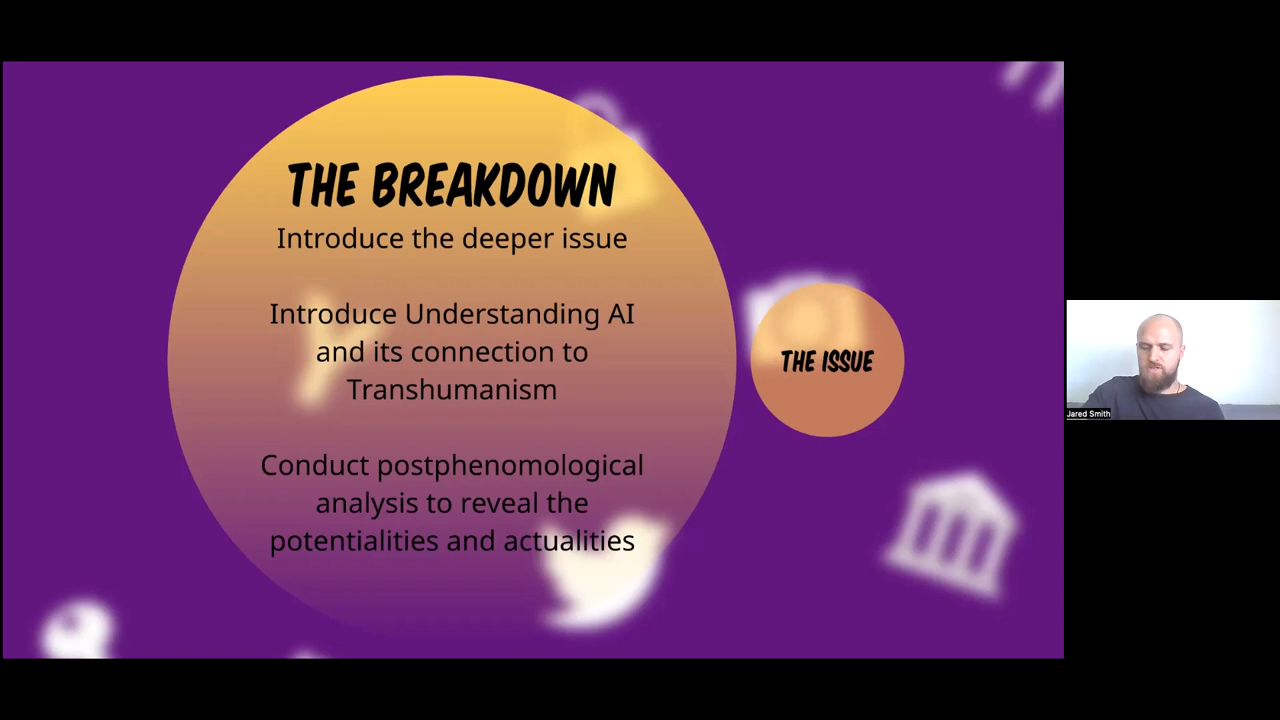 THE BREAKDOWN
Introduce the deeper issue
Introduce Understanding AI
and its connection to
Transhumanism
Conduct postphenomological
analysis to reveal the
potentialities and actualities
THE ISSUE
Jared Smith